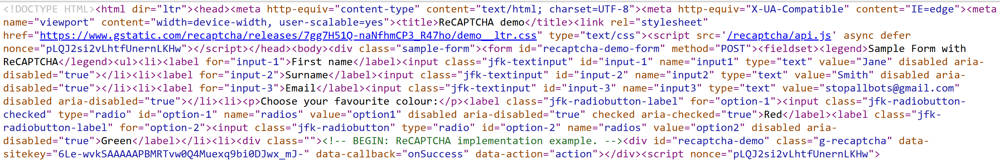 <!DOCTYPE HTML><html dir="ltr"><head><meta http-equiv="content-type" content="text/html; charset=UTF-8"><meta http-equiv="X-UA-Compatible" content="IE=edge"><meta
name="viewport" content="width=device-width, user-scalable=yes"><title>ReCAPTCHA demo</title><link rel="stylesheet"
href="https://www.gstatic.com/recaptcha/releases/7gg7H51Q-naNfhmCP3_R47ho/demo__ltr.css" type="text/css"><script src='/recaptcha/api.js' async defer
nonce="pLQJ2si2vLhtfUnernLKHw"></script></head><body><div class="sample-form"><form id="recaptcha-demo-form" method="POST"><fieldset><legend>Sample Form with
ReCAPTCHA</legend><ul><li><label for="input-1">First name</label><input class="jfk-textinput" id="input-1" name="input1" type="text" value="Jane" disabled aria-
disabled="true"></li><li><label for="input-2">Surname</label><input class="jfk-textinput" id="input-2" name="input2" type="text" value="Smith" disabled aria-
disabled="true"></li><li><label for="input-3">Email</label><input class="jfk-textinput" id="input-3" name="input3" type="text" value="stopallbots@gmail.com"
disabled aria-disabled="true"></li><li><p>Choose your favourite colour:</p><label class="jfk-radiobutton-label" for="option-1"><input class="jfk-radiobutton-
checked" type="radio" id="option-1" name="radios" value="option1" disabled aria-disabled="true" checked aria-checked="true">Red</label><label class="jfk-
radiobutton-label" for="option-2"><input class="jfk-radiobutton" type="radio" id="option-2" name="radios" value="option2" disabled aria-
disabled="true">Green</label></li><li><div class=""><!-- BEGIN: ReCAPTCHA implementation example. --><div id="recaptcha-demo" class="g-recaptcha" data-
sitekey="6Le-wvkSAAAAAPBMRTvw0Q4Muexq9bi0DJwx_mJ-" data-callback="onSuccess" data-action="action"></div><script nonce="pLQJ2si2vLhtfUnernLKHw">